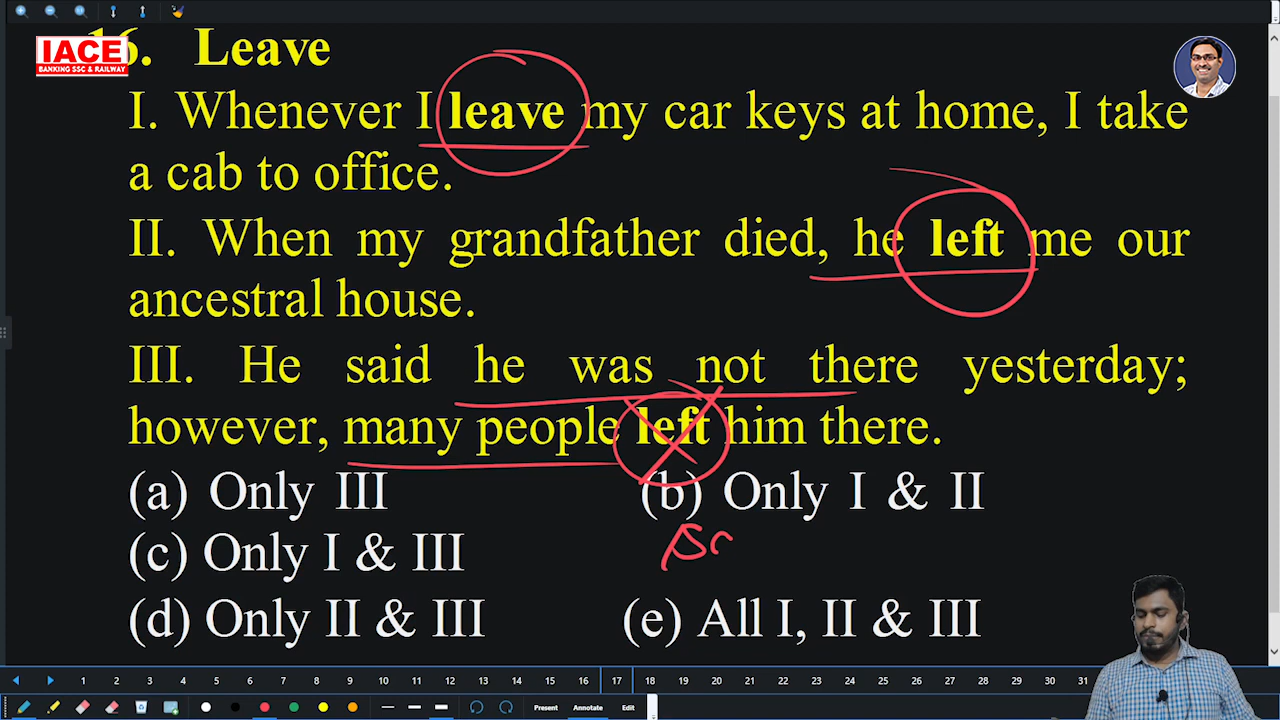 IACE
BANKING SSC & RAILWAY
16. Leave
I. Whenever I leave my car keys at home, I take
a cab to office.
II. When my grandfather died, he left me our
ancestral house.
III. He said he was not there yesterday;
however, many people left him there.
(a) Only III (b) Only I & II
(c) Only I & III
(d) Only II & III (e) All I, II & III
1 2 3 4 5 6 7 8 9 10 11 12 13 14 15 16 17 18 19 20 21 22 23 24 25 26 27 28 29 30 31
Present Annotate Edit